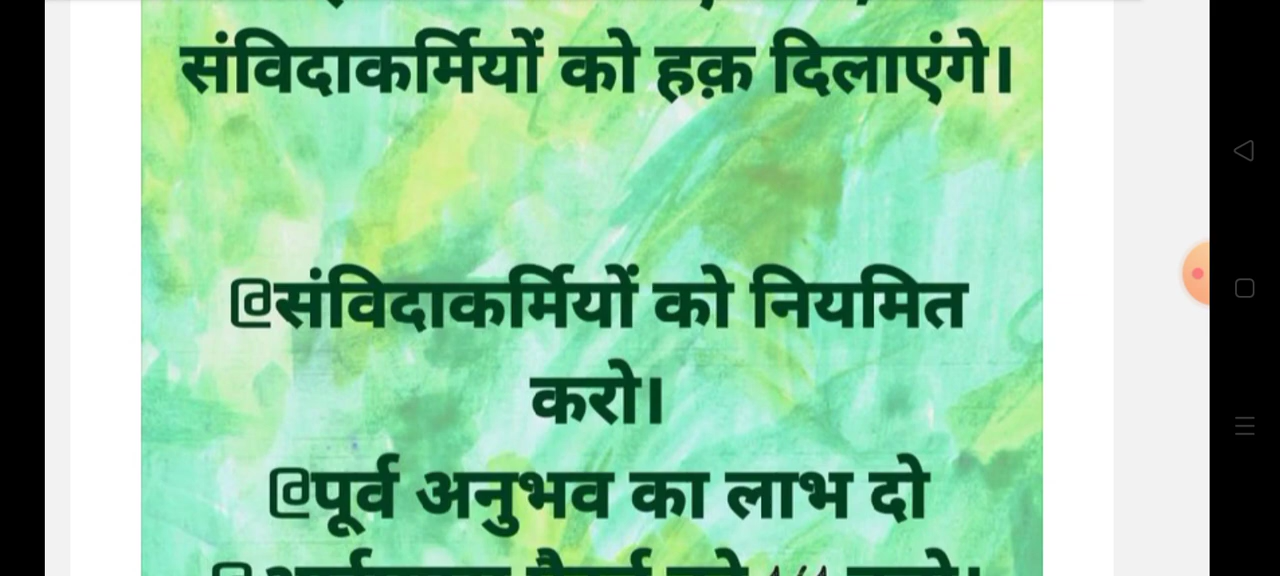 संविदाकर्मियों को हक़ दिलाएंगे।
@संविदाकर्मियों को नियमित
करो।
@पूर्व अनुभव का लाभ दो